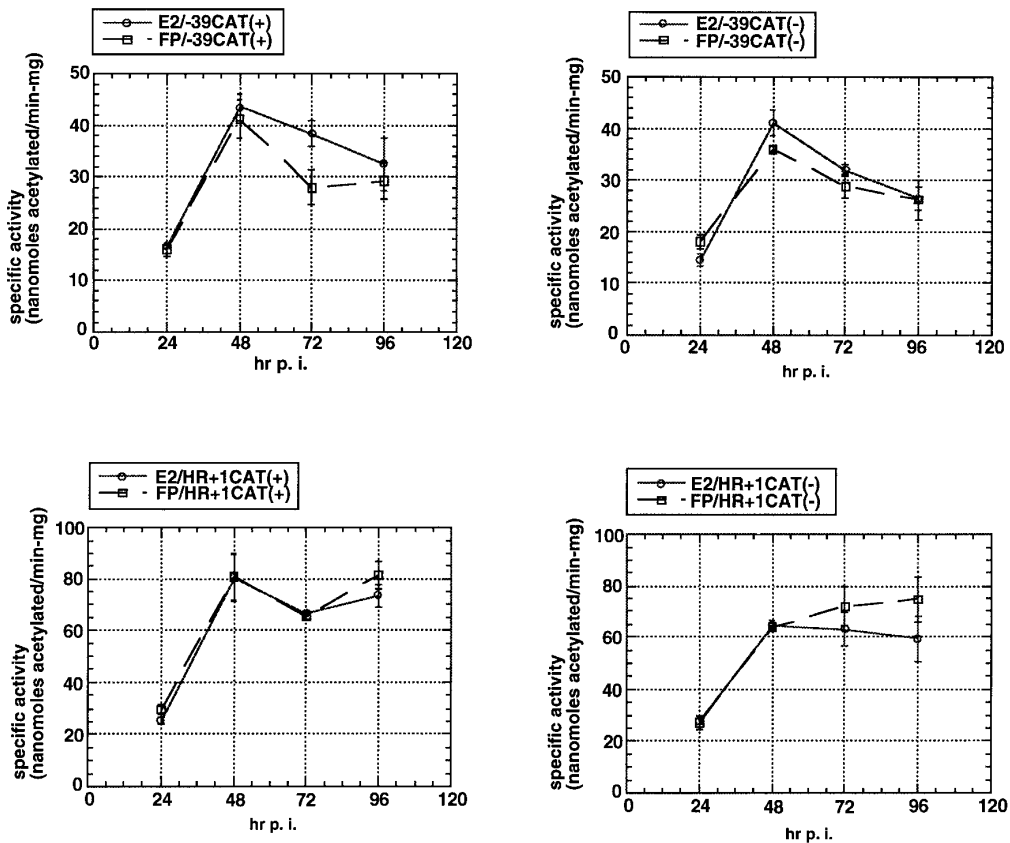 E2/-39CAT(+)
FP/-39CAT(+)
specific activity
(nanomoles acetylated/min-mg)
50
40
30
20
10
0
0 24 48 72 96 120
hr p. i.
E2/-39CAT(-)
FP/-39CAT(-)
specific activity
(nanomoles acetylated/min-mg)
50
40
30
20
10
0
0 24 48 72 96 120
hr p. i.
E2/HR+1CAT(+)
FP/HR+1CAT(+)
specific activity
(nanomoles acetylated/min-mg)
100
80
60
40
20
0
0 24 48 72 96 120
hr p. i.
E2/HR+1CAT(-)
FP/HR+1CAT(-)
specific activity
(nanomoles acetylated/min-mg)
100
80
60
40
20
0
0 24 48 72 96 120
hr p. i.